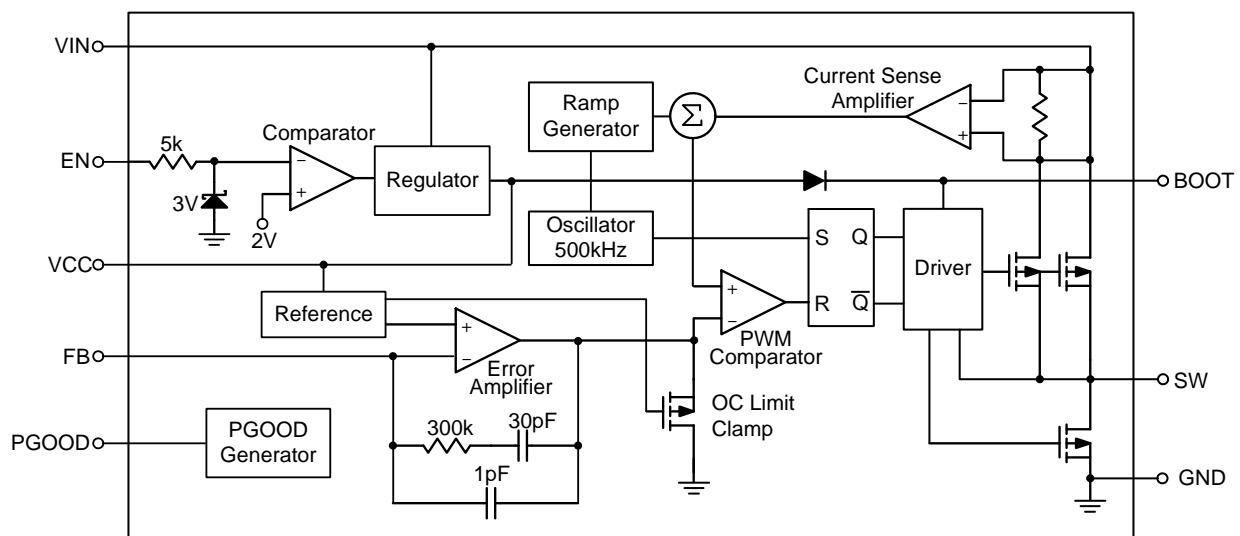 VIN
EN
VCC
FB
PGOOD
5k
3V
Comparator
−
+
2V
Regulator
Reference
PGOOD
Generator
+
−
Error
Amplifier
300k
30pF
1pF
Ramp
Generator
Σ
Oscillator
500kHz
Current Sense
Amplifier
−
+
+
−
PWM
Comparator
OC Limit
Clamp
S
Q
R
Q̅
Driver
BOOT
SW
GND